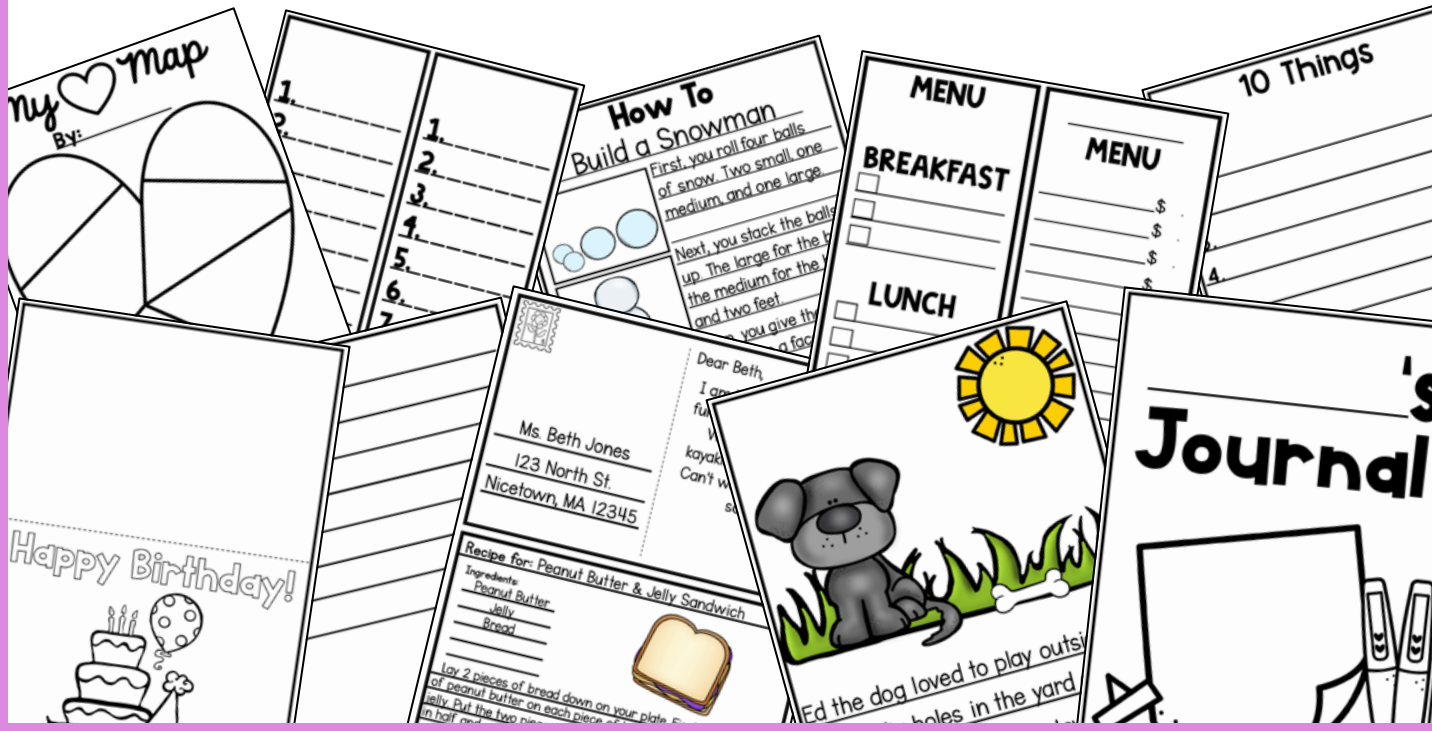 My Map
By:
1.
2.
1.
2.
3.
4.
5.
6.
7.
How To
Build a Snowman
First, you roll four balls
of snow. Two small, one
medium, and one large.
Next, you stack the balls
up. The large for the
the medium for the
and two feet.
you give the
a
MENU
BREAKFAST
LUNCH
MENU
$
$
$
$
10 Things
4.
Happy Birthday!
Ms. Beth Jones
123 North St.
Nicetown, MA 12345
Dear Beth,
I
Can't
Recipe for: Peanut Butter & Jelly Sandwich
Ingredients:
Peanut Butter
Jelly
Bread
Lay 2 pieces of bread down on your plate.
of peanut butter on each piece of
jelly. Put the two
in half and
Ed the dog loved to play
holes in the yard
's
Journal